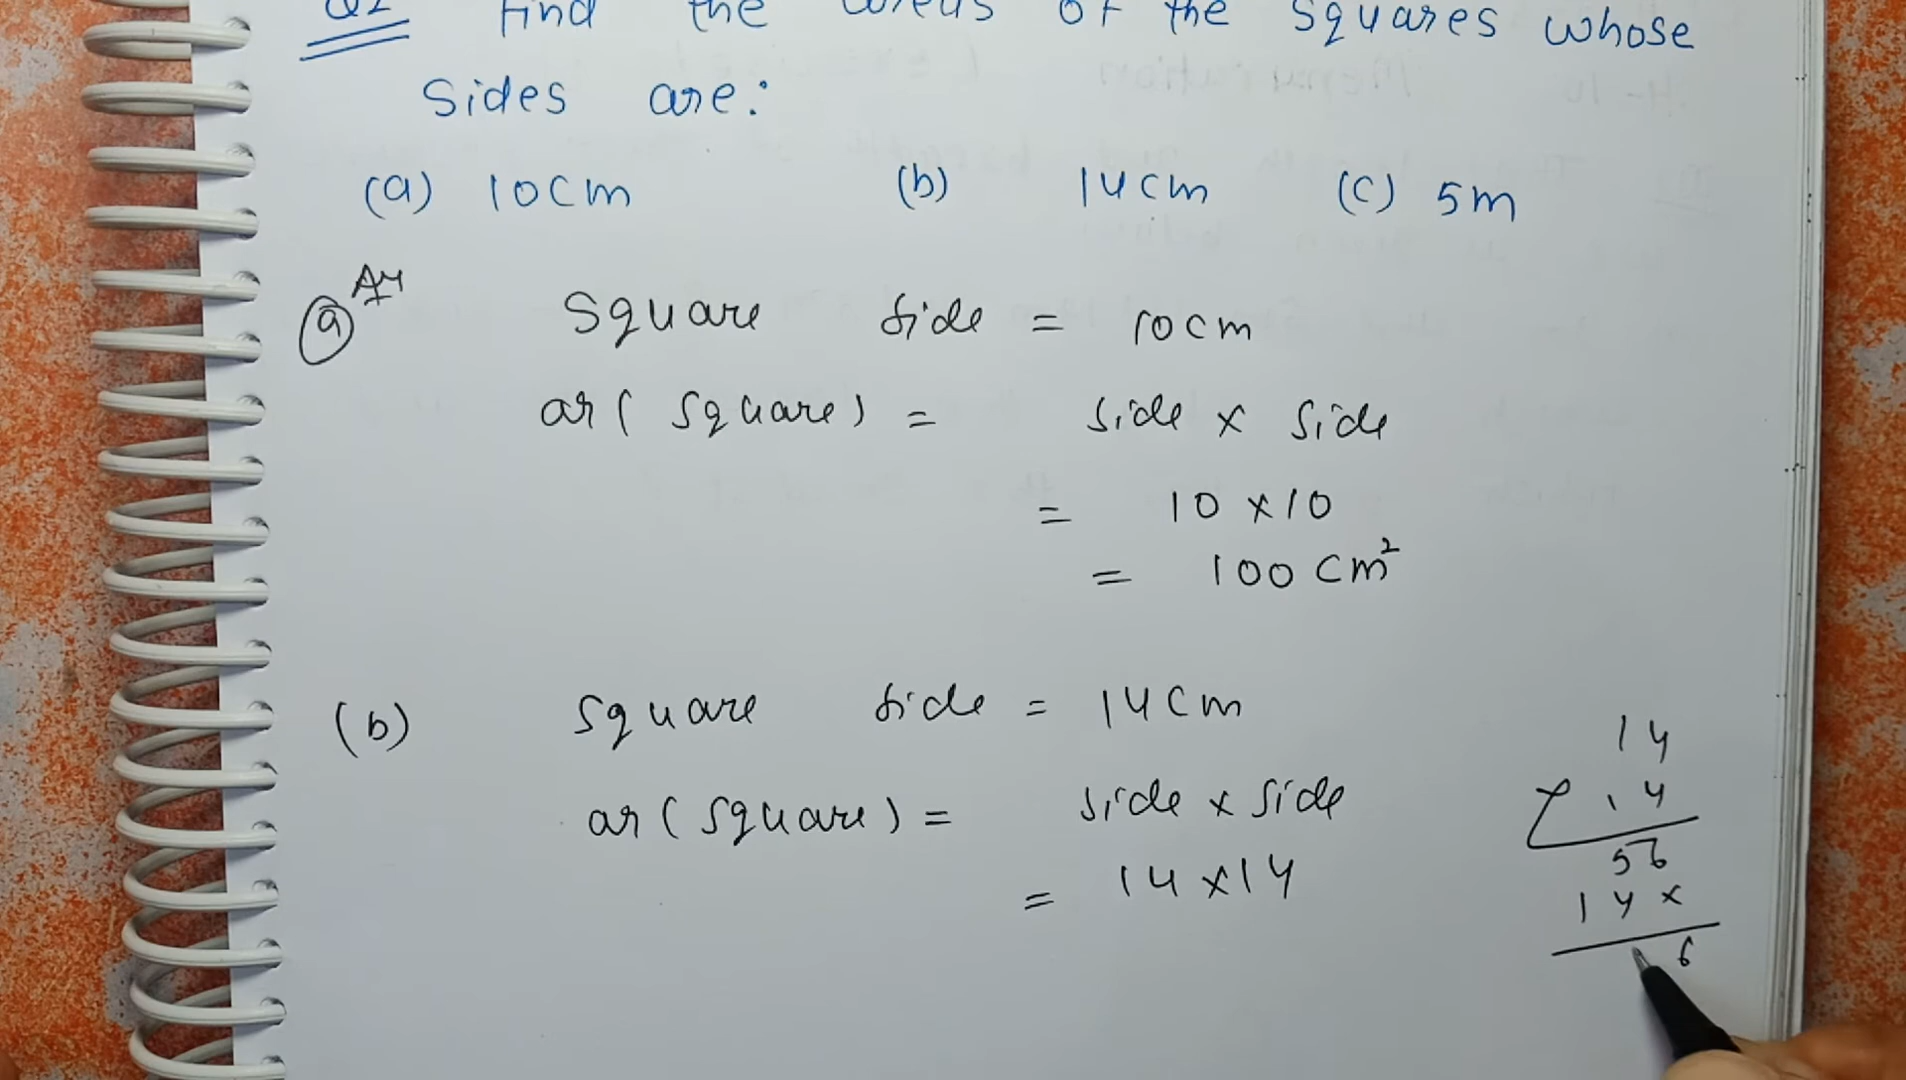 Q2 Find the areas of the squares whose
sides are:
(a) 10cm (b) 14cm (c) 5m
(a) Square side = 10cm
ar( square) = side x side
= 10 x 10
= 100 cm²
(b) square side = 14cm
ar(square) = side x side
= 14 x 14
14
x 14
56
14x
6